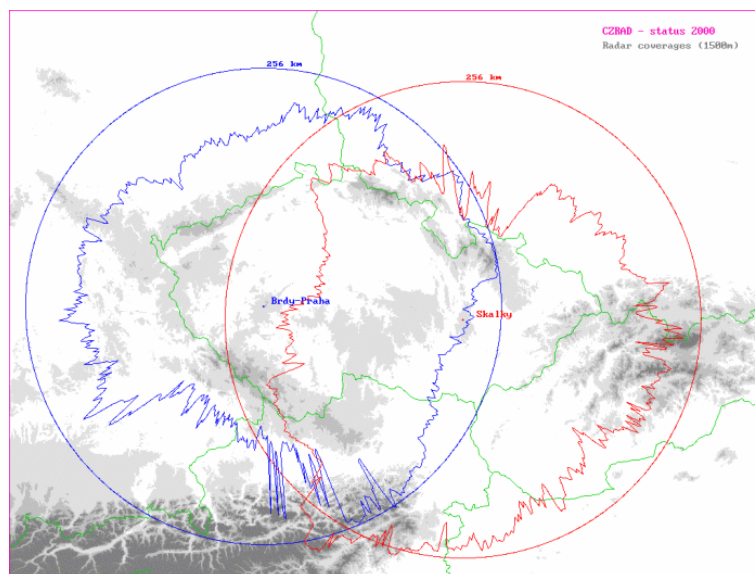 CZRAD - status 2000
Radar coverages (1500m)
256 km
256 km
Brdy-Praha
Skalky